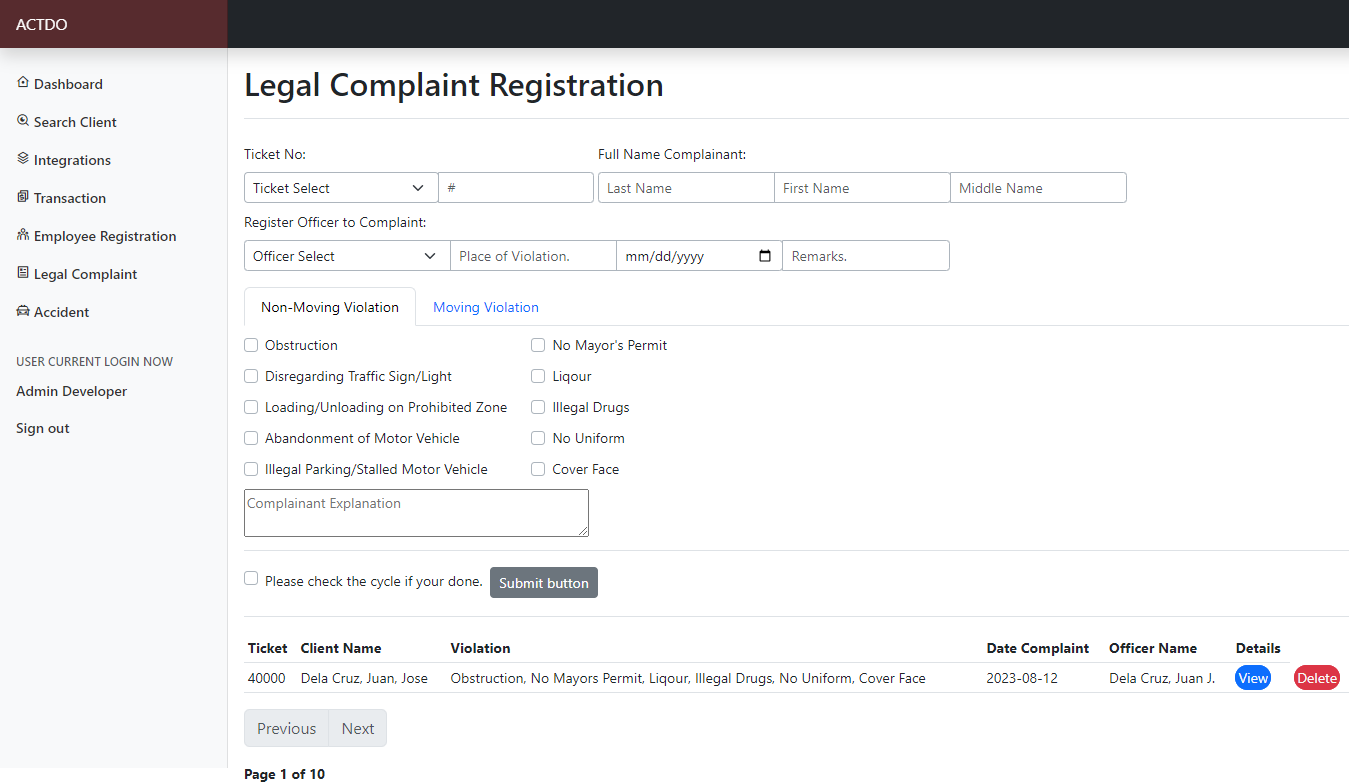 ACTDO
Dashboard
Search Client
Integrations
Transaction
Employee Registration
Legal Complaint
Accident
USER CURRENT LOGIN NOW
Admin Developer
Sign out
Legal Complaint Registration
Ticket No: Full Name Complainant:
Ticket Select # Last Name First Name Middle Name
Register Officer to Complaint:
Officer Select Place of Violation. mm/dd/yyyy Remarks.
Non-Moving Violation Moving Violation
Obstruction No Mayor's Permit
Disregarding Traffic Sign/Light Liqour
Loading/Unloading on Prohibited Zone Illegal Drugs
Abandonment of Motor Vehicle No Uniform
Illegal Parking/Stalled Motor Vehicle Cover Face
Complainant Explanation
Please check the cycle if your done. Submit button
Ticket Client Name Violation Date Complaint Officer Name Details
40000 Dela Cruz, Juan, Jose Obstruction, No Mayors Permit, Liqour, Illegal Drugs, No Uniform, Cover Face 2023-08-12 Dela Cruz, Juan J. View Delete
Previous Next
Page 1 of 10